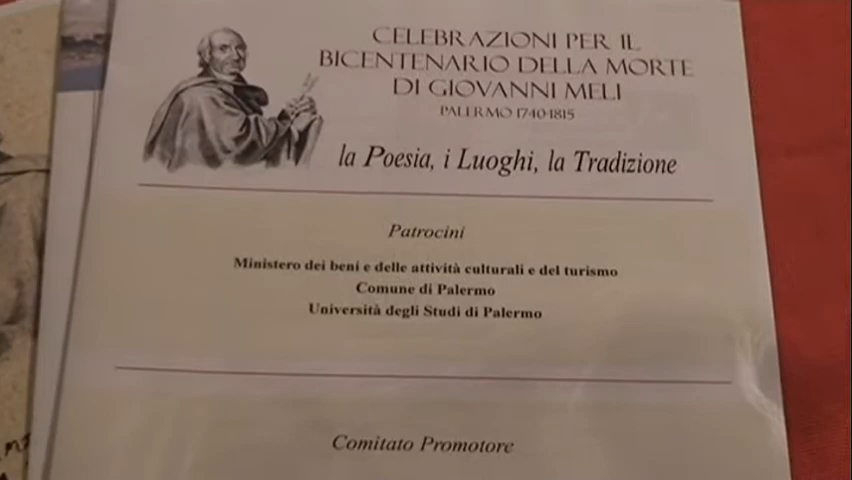 CELEBRAZIONI PER IL
BICENTENARIO DELLA MORTE
DI GIOVANNI MELI
PALERMO 1740-1815
la Poesia, i Luoghi, la Tradizione
Patrocini
Ministero dei beni e delle attività culturali e del turismo
Comune di Palermo
Università degli Studi di Palermo
Comitato Promotore